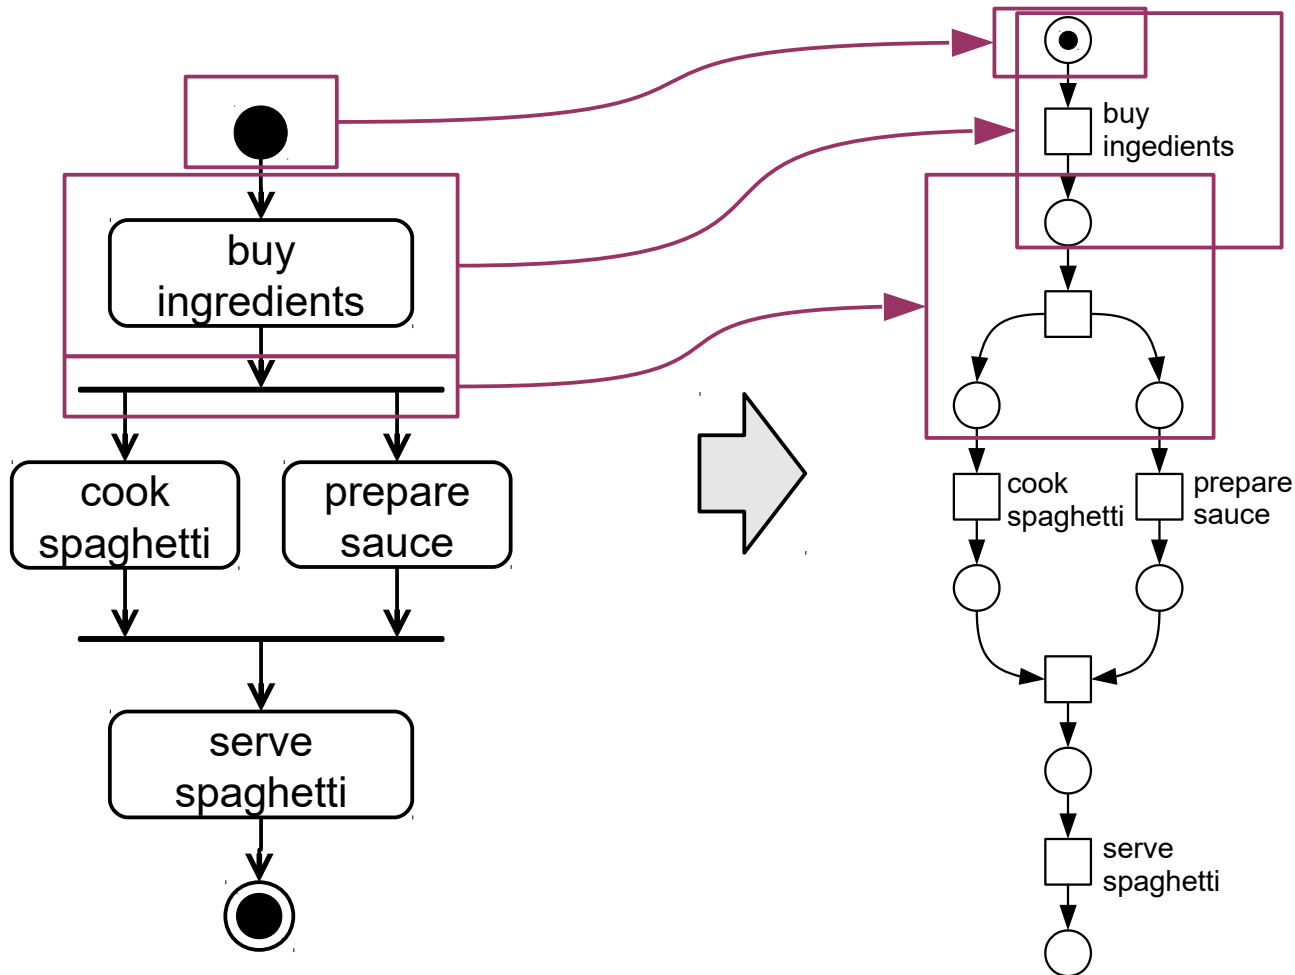 buy
ingredients
cook
spaghetti
prepare
sauce
serve
spaghetti
buy
ingedients
cook
spaghetti
prepare
sauce
serve
spaghetti